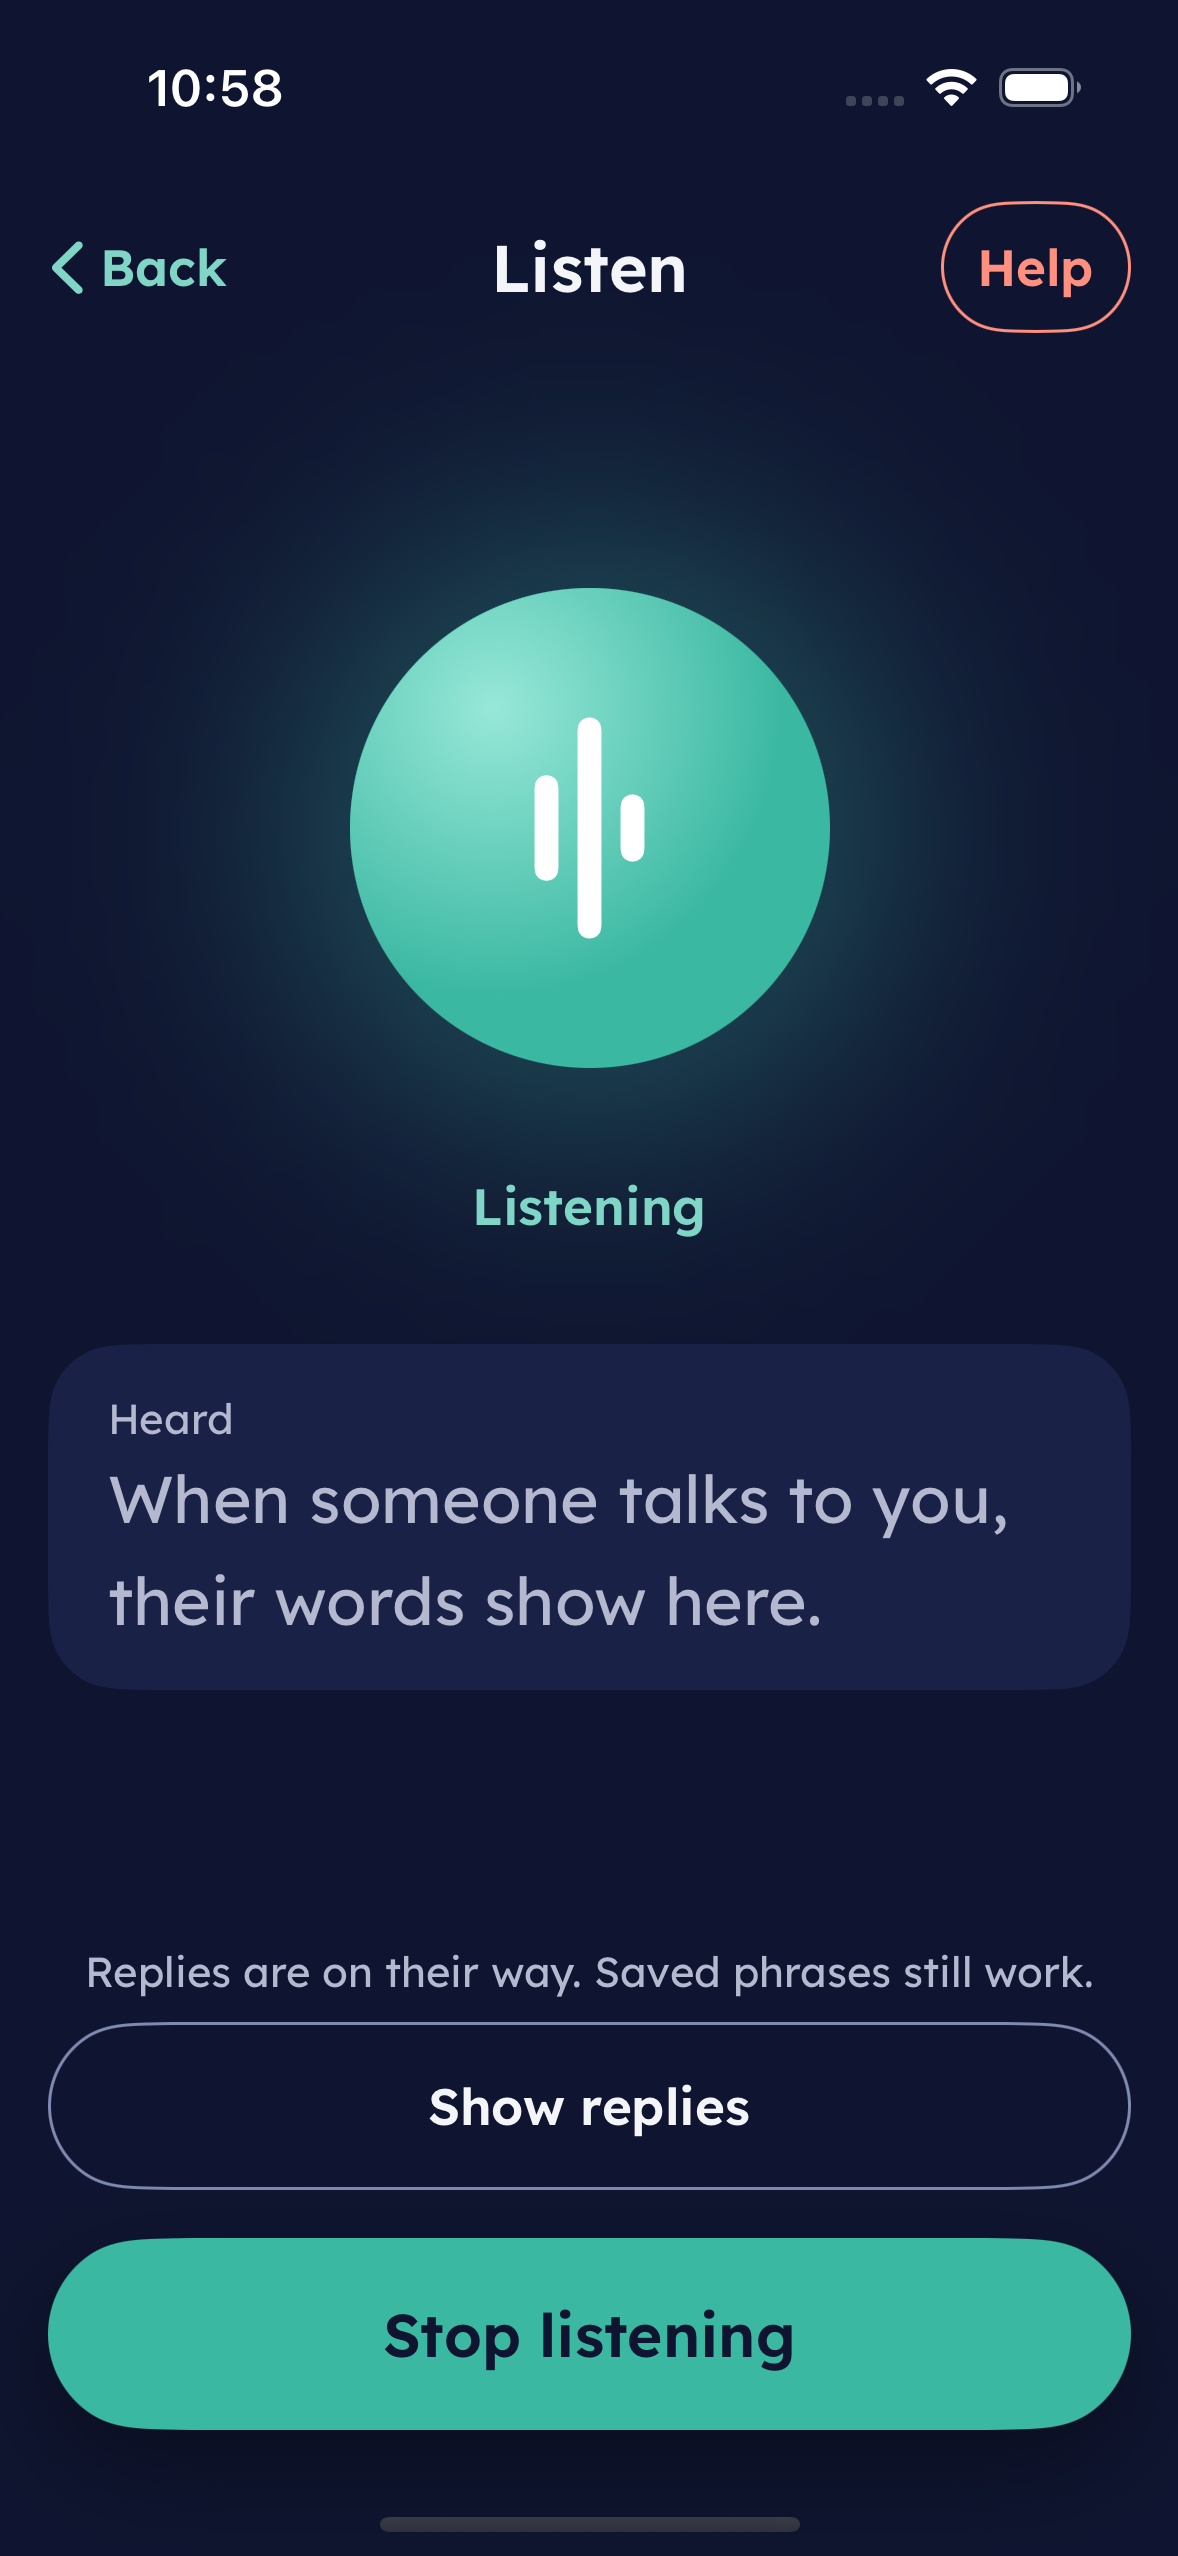 10:58
Back
Listen
Help
Listening
Heard
When someone talks to you,
their words show here.
Replies are on their way. Saved phrases still work.
Show replies
Stop listening